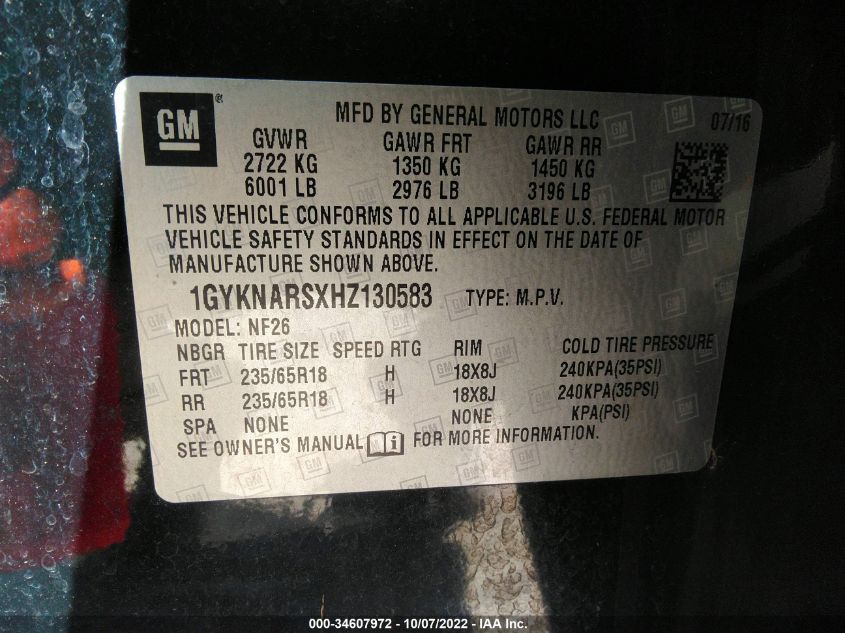 GM ®
MFD BY GENERAL MOTORS LLC 07/16
GVWR GAWR FRT GAWR RR
2722 KG 1350 KG 1450 KG
6001 LB 2976 LB 3196 LB
THIS VEHICLE CONFORMS TO ALL APPLICABLE U.S. FEDERAL MOTOR
VEHICLE SAFETY STANDARDS IN EFFECT ON THE DATE OF
MANUFACTURE SHOWN ABOVE.
1GYKNARSXHZ130583 TYPE: M.P.V.
MODEL: NF26
NBGR TIRE SIZE SPEED RTG RIM COLD TIRE PRESSURE
FRT 235/65R18 H 18X8J 240KPA(35PSI)
RR 235/65R18 H 18X8J 240KPA(35PSI)
SPA NONE NONE KPA(PSI)
SEE OWNER'S MANUAL FOR MORE INFORMATION.
000-34607972 - 10/07/2022 - IAA Inc.